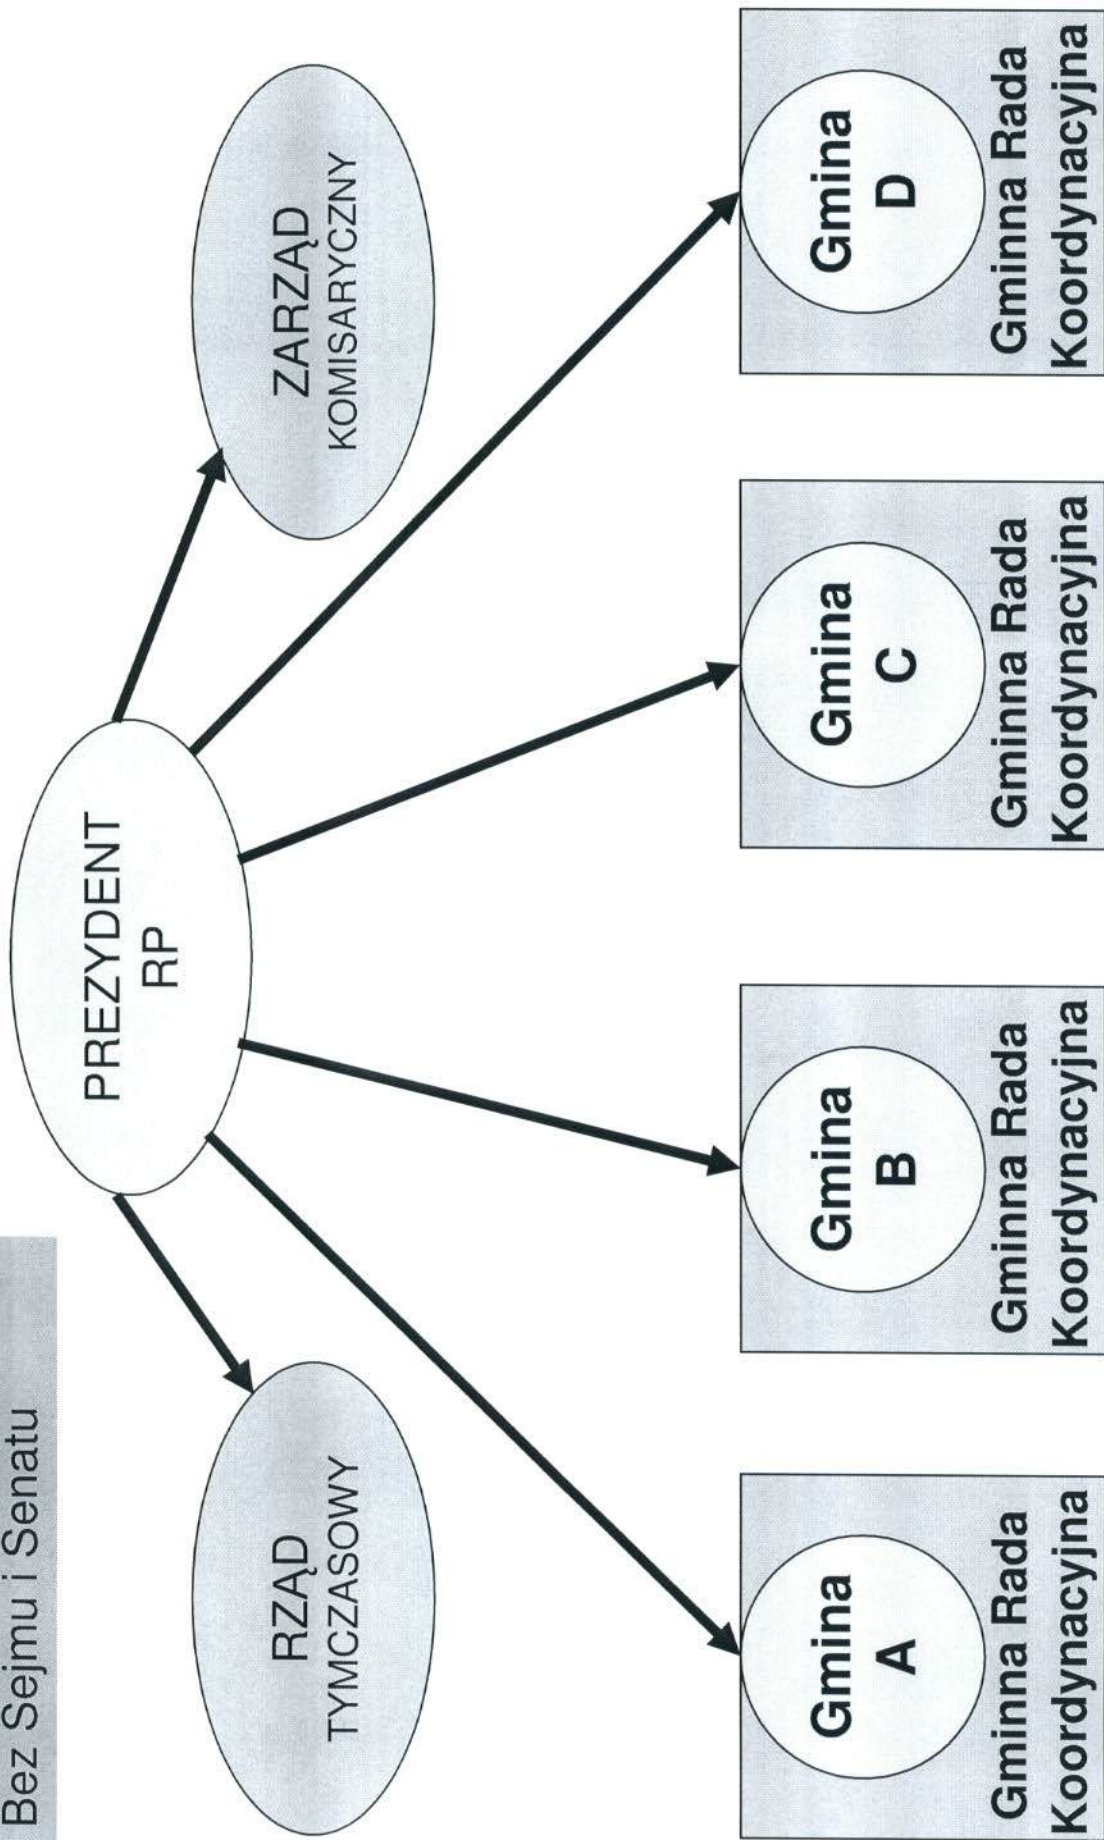 Bez Sejmu i Senatu
PREZYDENT
RP
RZĄD
TYMCZASOWY
ZARZĄD
KOMISARYCZNY
Gmina
A
Gminna Rada
Koordynacyjna
Gmina
B
Gminna Rada
Koordynacyjna
Gmina
C
Gminna Rada
Koordynacyjna
Gmina
D
Gminna Rada
Koordynacyjna